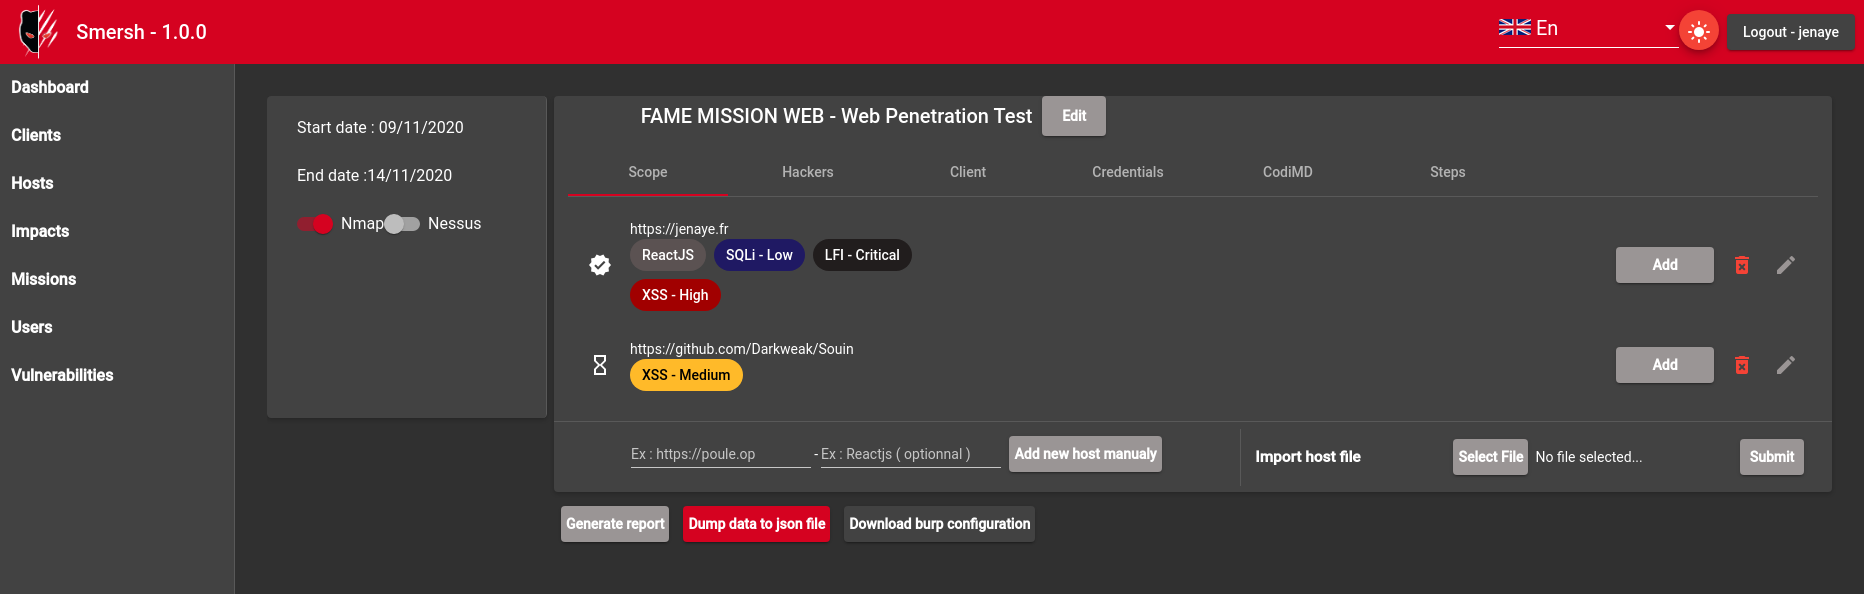 Smersh - 1.0.0
En
Logout - jenaye
Dashboard
Clients
Hosts
Impacts
Missions
Users
Vulnerabilities
Start date : 09/11/2020
End date :14/11/2020
Nmap
Nessus
FAME MISSION WEB - Web Penetration Test
Edit
Scope
Hackers
Client
Credentials
CodiMD
Steps
https://jenaye.fr
ReactJS
SQLi - Low
LFI - Critical
XSS - High
Add
https://github.com/Darkweak/Souin
XSS - Medium
Add
Ex : https://poule.op
- Ex : Reactjs ( optionnal )
Add new host manualy
Import host file
Select File
No file selected...
Submit
Generate report
Dump data to json file
Download burp configuration